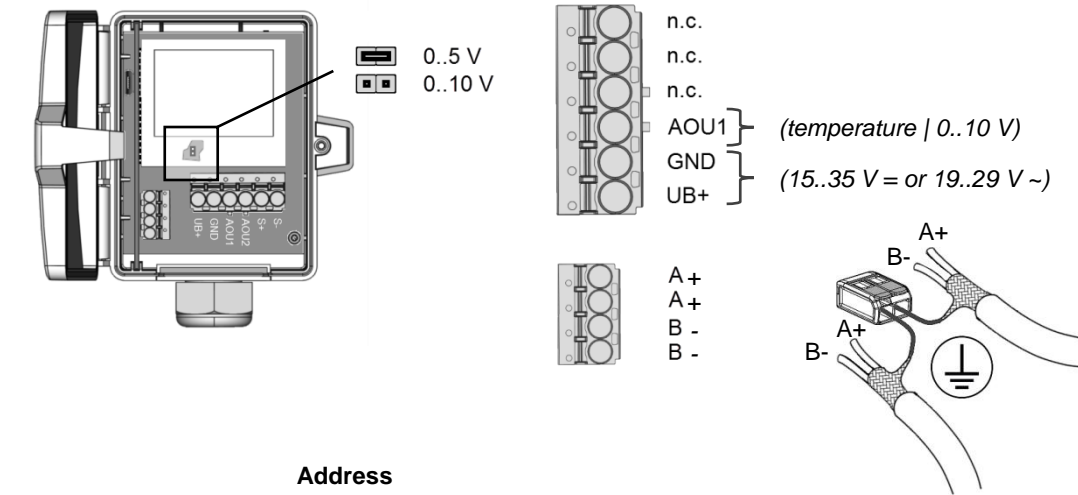 0..5 V
0..10 V
UB+
GND
AOU1
AOU2
S+
S-
n.c.
n.c.
n.c.
AOU1 (temperature | 0..10 V)
GND
(15..35 V = or 19..29 V ~)
UB+
A+
A+
B -
B -
A+
B-
A+
B-
Address